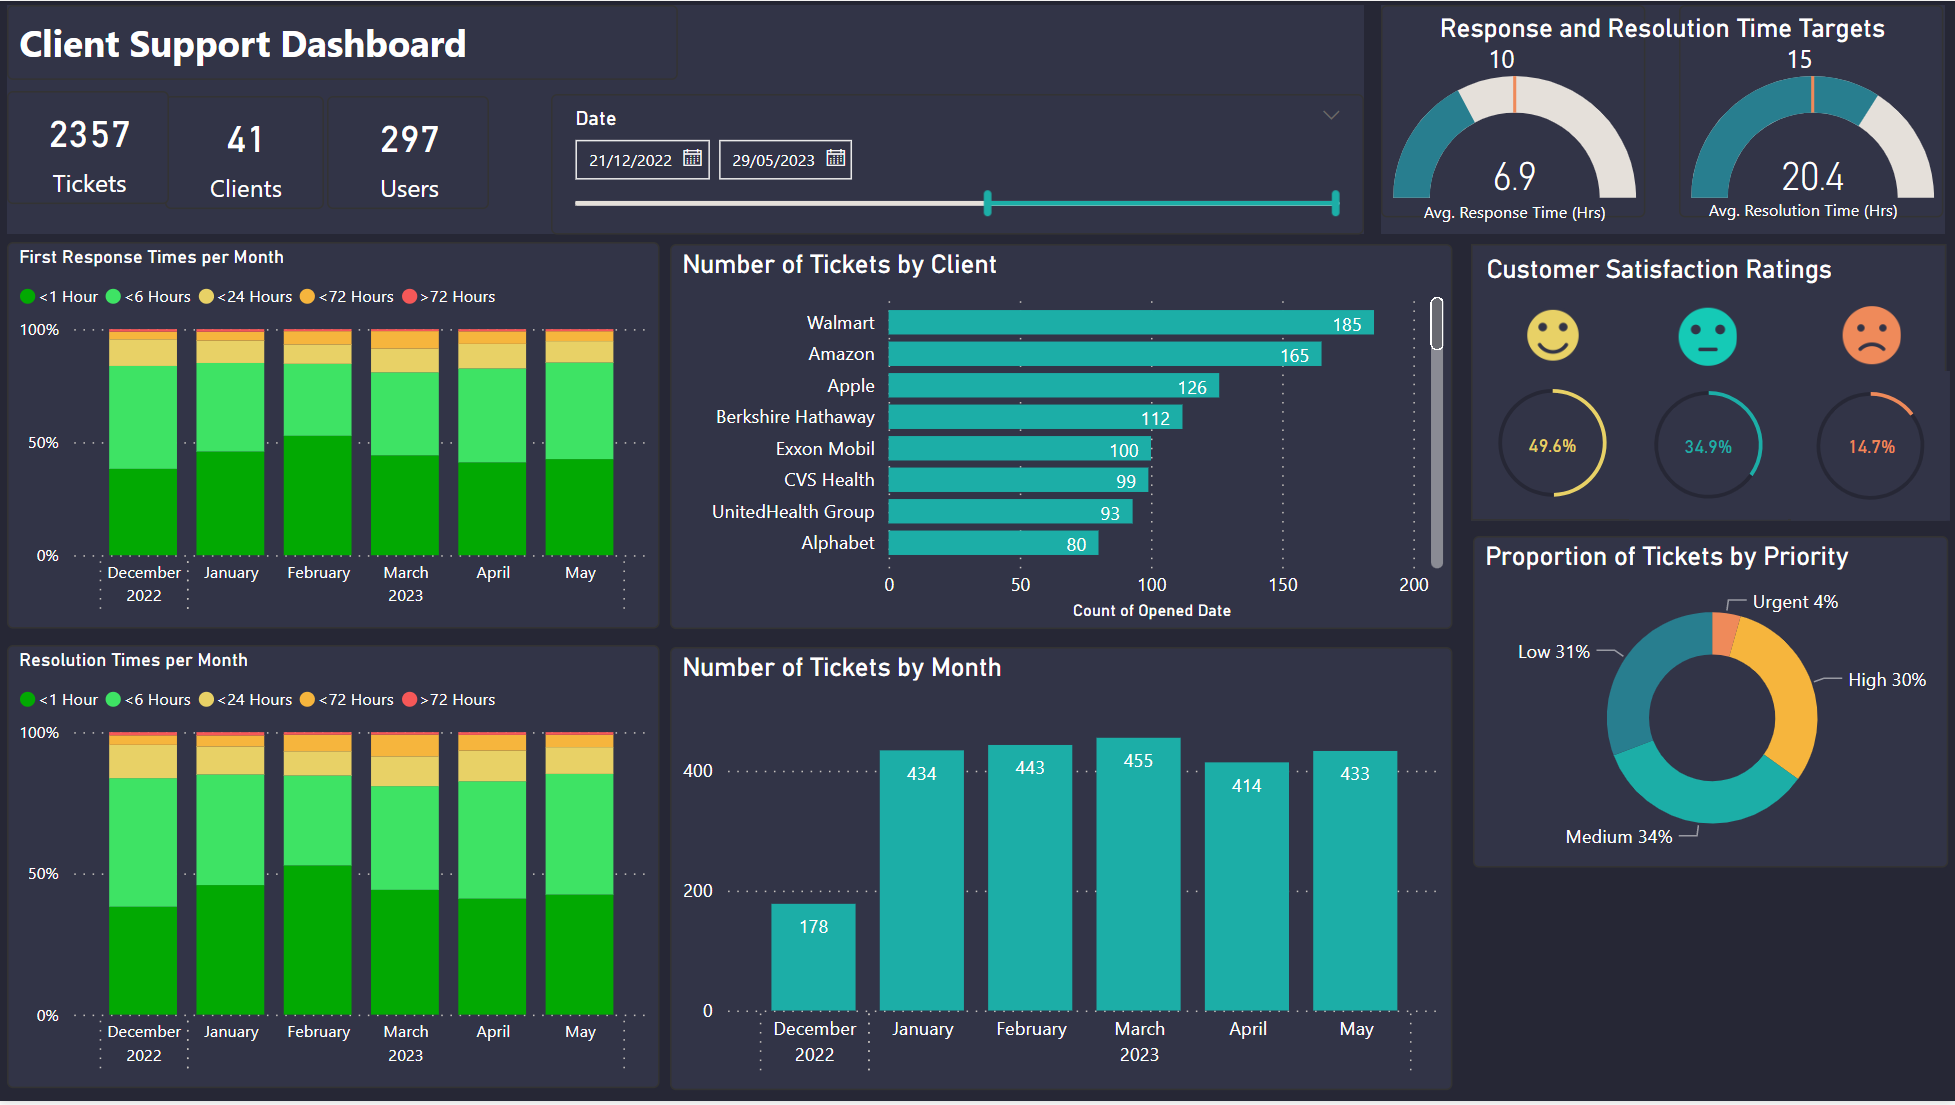 Client Support Dashboard
2357
Tickets
41
Clients
297
Users
Date
21/12/2022
29/05/2023
Response and Resolution Time Targets
10
6.9
Avg. Response Time (Hrs)
15
20.4
Avg. Resolution Time (Hrs)
First Response Times per Month
<1 Hour <6 Hours <24 Hours <72 Hours >72 Hours
100%
50%
0%
December January February March April May
2022 2023
Number of Tickets by Client
Walmart 185
Amazon 165
Apple 126
Berkshire Hathaway 112
Exxon Mobil 100
CVS Health 99
UnitedHealth Group 93
Alphabet 80
0 50 100 150 200
Count of Opened Date
Customer Satisfaction Ratings
49.6% 34.9% 14.7%
Proportion of Tickets by Priority
Urgent 4%
Low 31%
High 30%
Medium 34%
Resolution Times per Month
<1 Hour <6 Hours <24 Hours <72 Hours >72 Hours
100%
50%
0%
December January February March April May
2022 2023
Number of Tickets by Month
400
200
0
178 434 443 455 414 433
December January February March April May
2022 2023